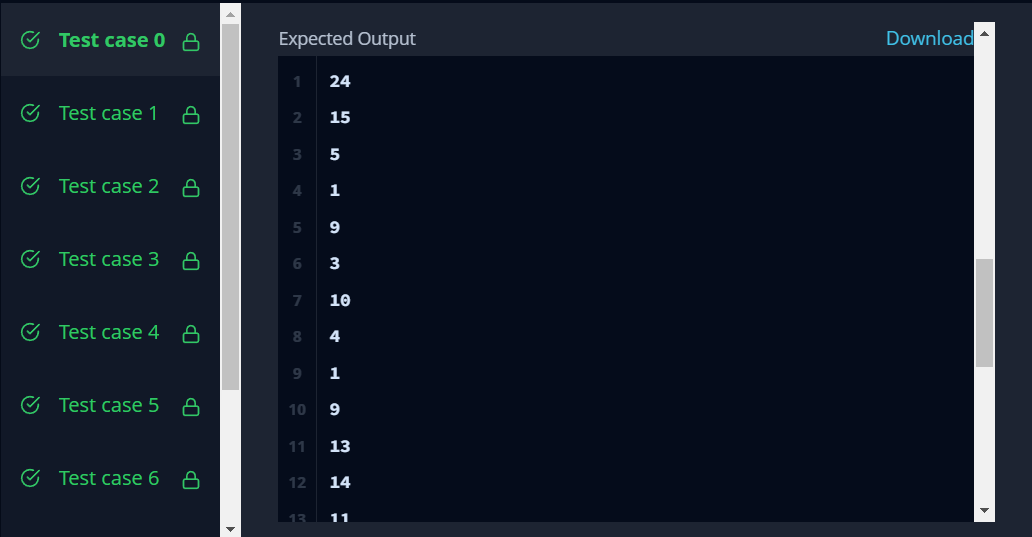 Test case 0
Test case 1
Test case 2
Test case 3
Test case 4
Test case 5
Test case 6
Expected Output
Download
1 24
2 15
3 5
4 1
5 9
6 3
7 10
8 4
9 1
10 9
11 13
12 14
13 11